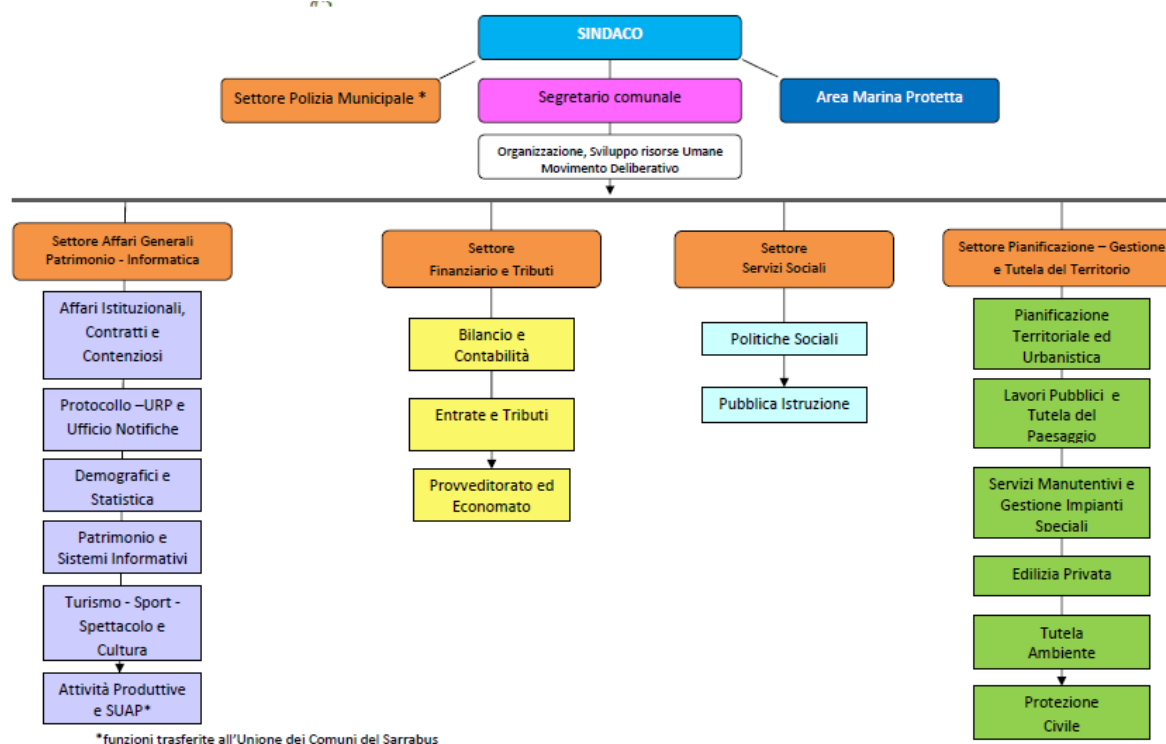 SINDACO
Settore Polizia Municipale *
Segretario comunale
Area Marina Protetta
Organizzazione, Sviluppo risorse Umane
Movimento Deliberativo
Settore Affari Generali
Patrimonio - Informatica
Affari Istituzionali,
Contratti e
Contenziosi
Protocollo –URP e
Ufficio Notifiche
Demografici e
Statistica
Patrimonio e
Sistemi Informativi
Turismo - Sport -
Spettacolo e
Cultura
Attività Produttive
e SUAP*
Settore
Finanziario e Tributi
Bilancio e
Contabilità
Entrate e Tributi
Provveditorato ed
Economato
Settore
Servizi Sociali
Politiche Sociali
Pubblica Istruzione
Settore Pianificazione – Gestione
e Tutela del Territorio
Pianificazione
Territoriale ed
Urbanistica
Lavori Pubblici e
Tutela del
Paesaggio
Servizi Manutentivi e
Gestione Impianti
Speciali
Edilizia Privata
Tutela
Ambiente
Protezione
Civile
*funzioni trasferite all'Unione dei Comuni del Sarrabus